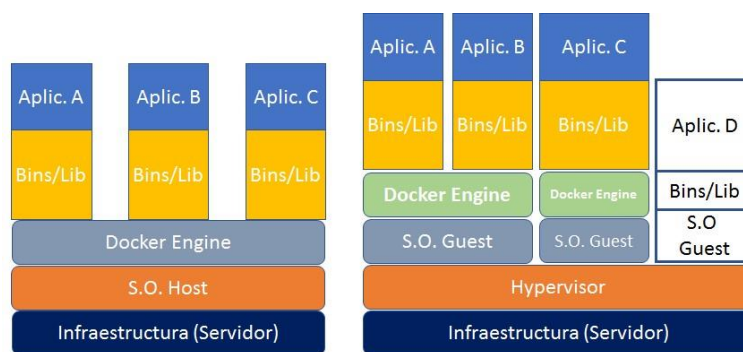 Aplic. A
Aplic. B
Aplic. C
Bins/Lib
Bins/Lib
Bins/Lib
Docker Engine
S.O. Host
Infraestructura (Servidor)
Aplic. A
Aplic. B
Aplic. C
Aplic. D
Bins/Lib
Bins/Lib
Bins/Lib
Bins/Lib
Docker Engine
Docker Engine
S.O. Guest
S.O. Guest
S.O
Guest
Hypervisor
Infraestructura (Servidor)